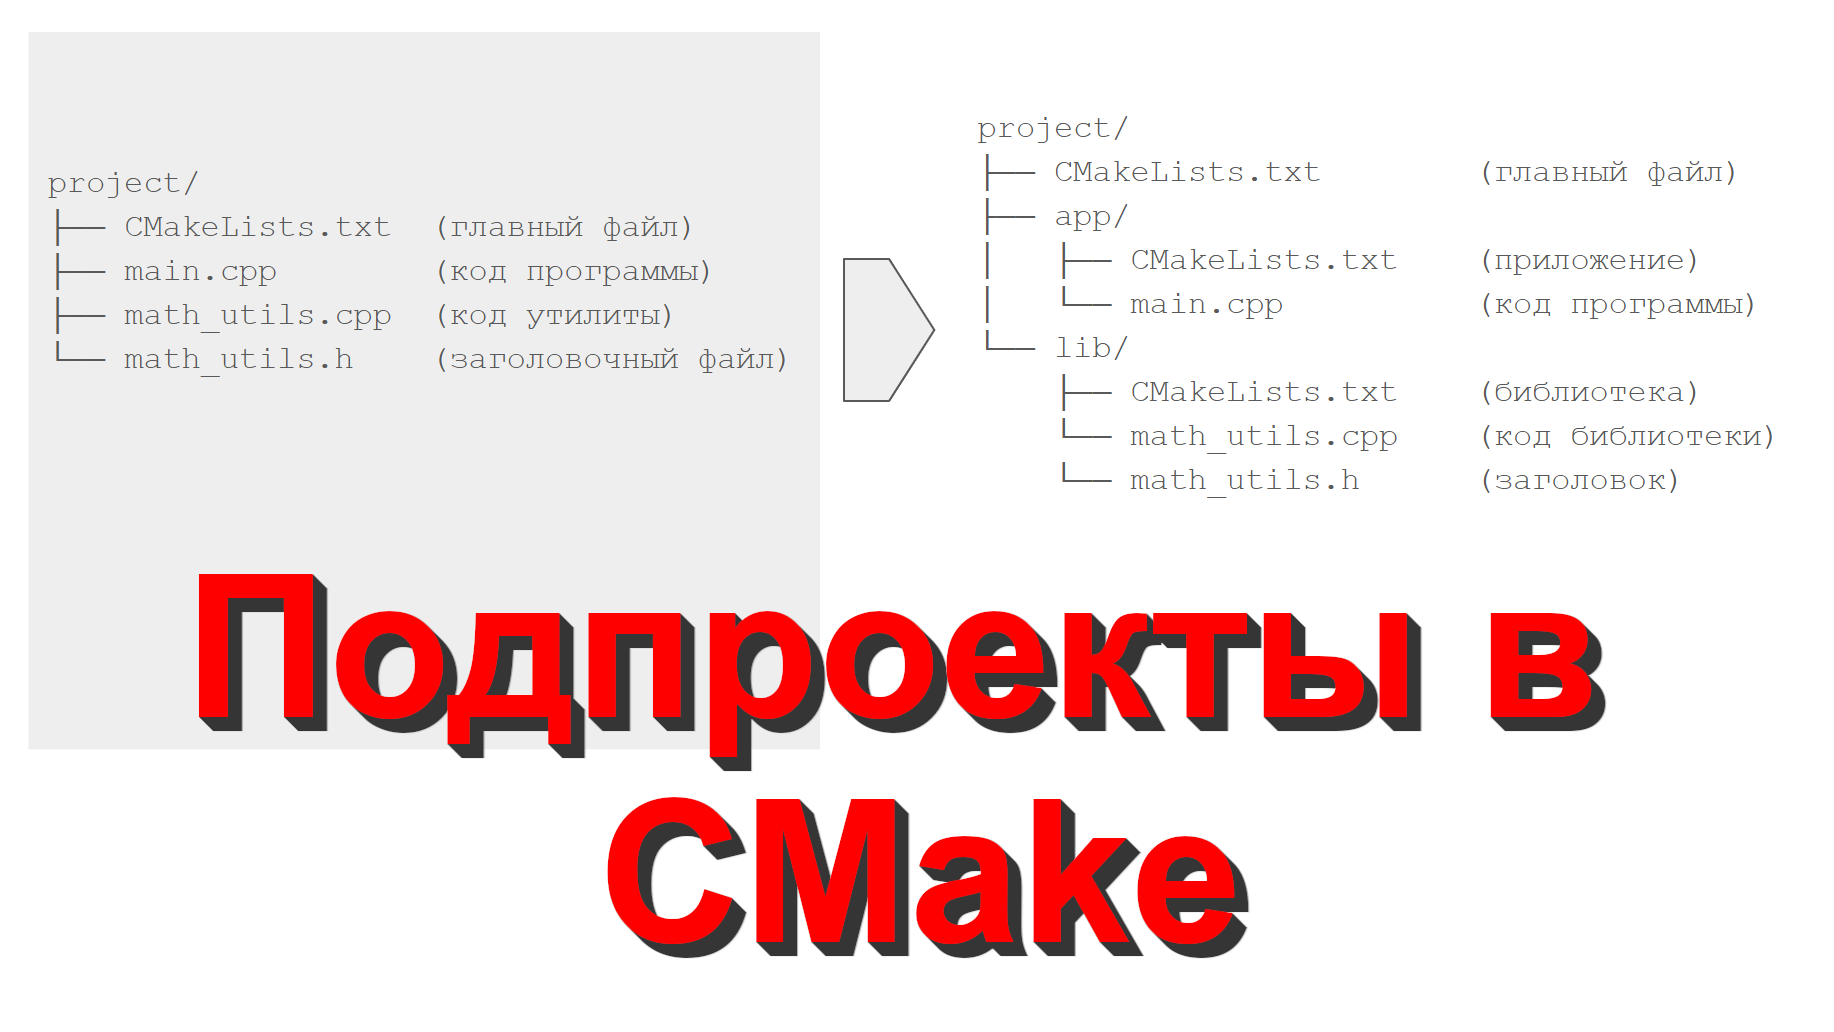 project/
├── CMakeLists.txt (главный файл)
├── main.cpp (код программы)
├── math_utils.cpp (код утилиты)
└── math_utils.h (заголовочный файл)
project/
├── CMakeLists.txt (главный файл)
├── app/
│   ├── CMakeLists.txt (приложение)
│   └── main.cpp (код программы)
└── lib/
    ├── CMakeLists.txt (библиотека)
    └── math_utils.cpp (код библиотеки)
    └── math_utils.h (заголовок)
Подпроекты в
CMake